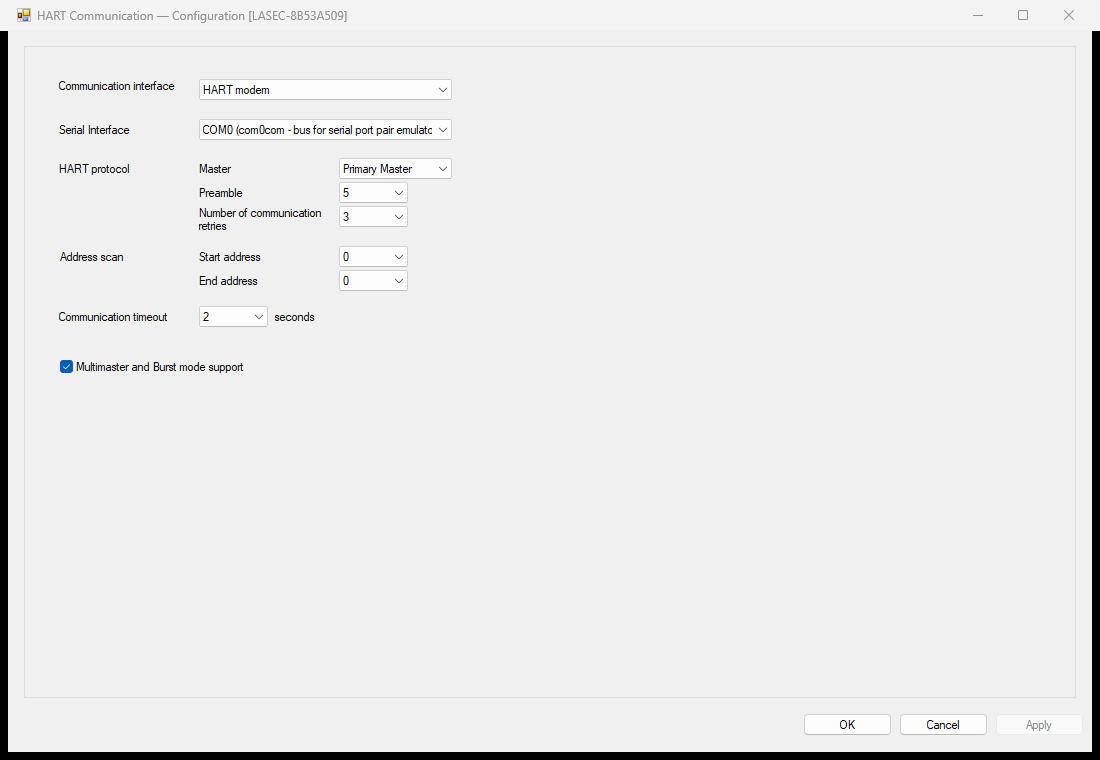 HART Communication — Configuration [LASEC-8B53A509]
Communication interface HART modem
Serial Interface COM0 (com0com - bus for serial port pair emulatc
HART protocol Master Primary Master
Preamble 5
Number of communication
retries 3
Address scan Start address 0
End address 0
Communication timeout 2 seconds
Multimaster and Burst mode support
OK Cancel Apply